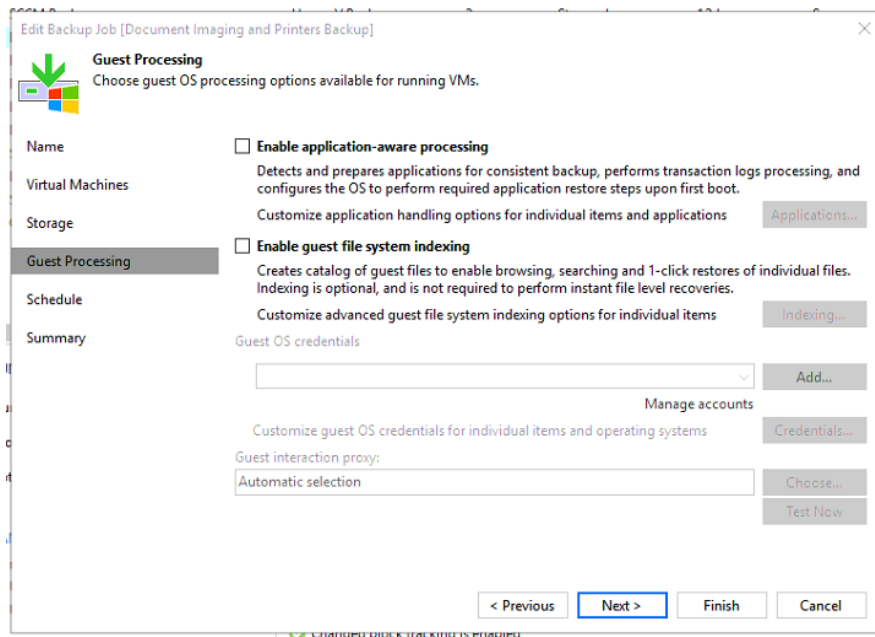 Edit Backup Job [Document Imaging and Printers Backup]
Guest Processing
Choose guest OS processing options available for running VMs.
Name
Virtual Machines
Storage
Guest Processing
Schedule
Summary
Enable application-aware processing
Detects and prepares applications for consistent backup, performs transaction logs processing, and
configures the OS to perform required application restore steps upon first boot.
Customize application handling options for individual items and applications
Applications...
Enable guest file system indexing
Creates catalog of guest files to enable browsing, searching and 1-click restores of individual files.
Indexing is optional, and is not required to perform instant file level recoveries.
Customize advanced guest file system indexing options for individual items
Indexing...
Guest OS credentials
Add...
Manage accounts
Customize guest OS credentials for individual items and operating systems
Credentials...
Guest interaction proxy:
Automatic selection
Choose...
Test Now
< Previous
Next >
Finish
Cancel
Changed block tracking is enabled